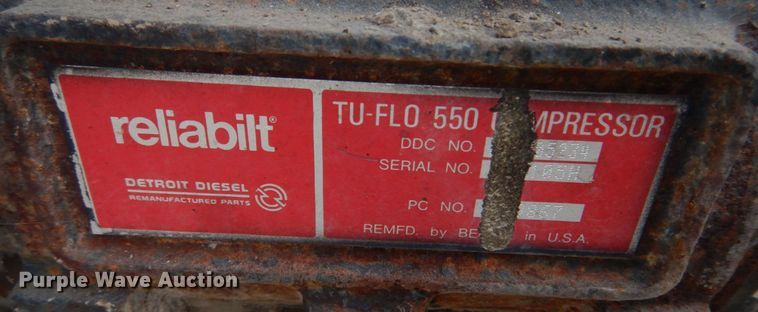 reliabilt®
DETROIT DIESEL
REMANUFACTURED PARTS
TU-FLO 550
DDC NO.
SERIAL NO.
PC NO.
REMFD. by in U.S.A.
Purple Wave Auction